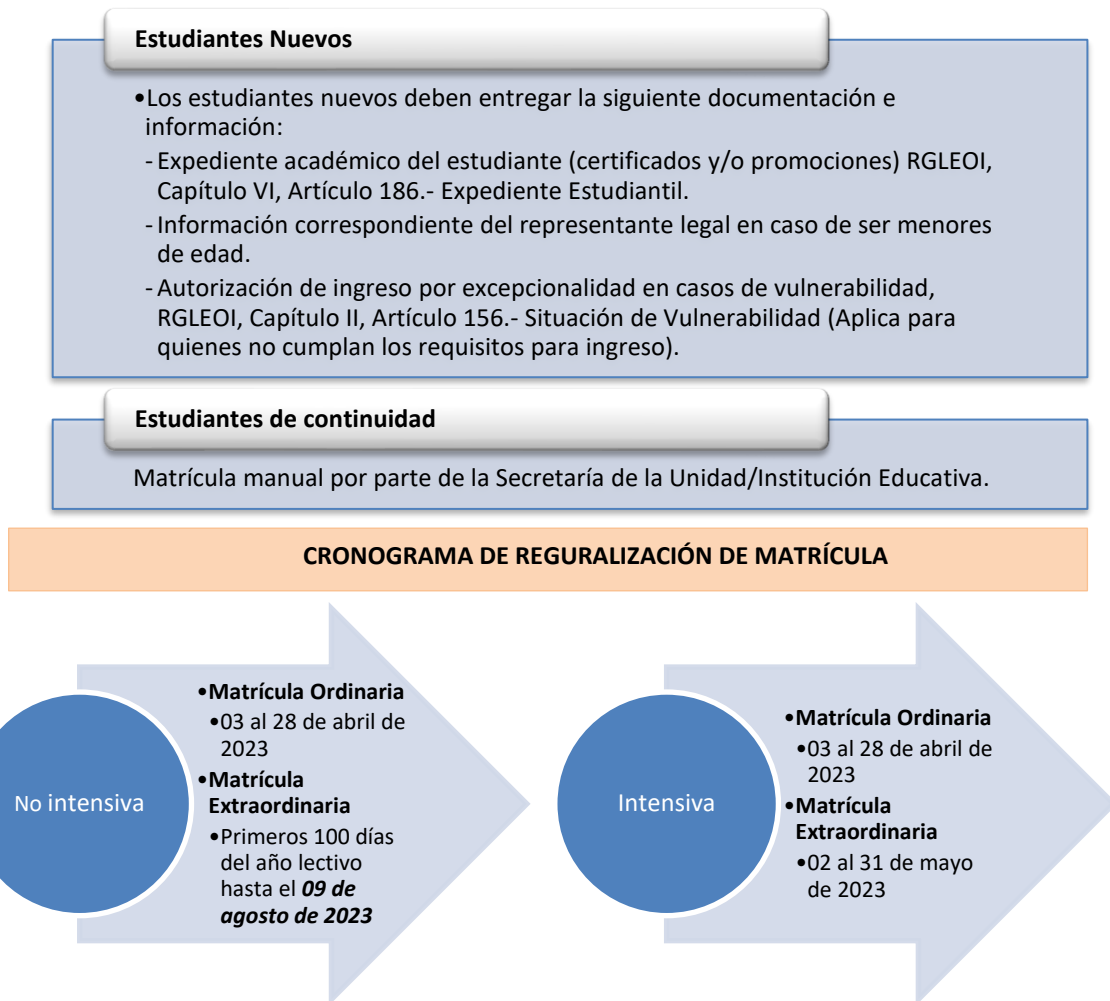 Estudiantes Nuevos
•Los estudiantes nuevos deben entregar la siguiente documentación e
información:
- Expediente académico del estudiante (certificados y/o promociones) RGLEOI,
Capítulo VI, Artículo 186.- Expediente Estudiantil.
- Información correspondiente del representante legal en caso de ser menores
de edad.
- Autorización de ingreso por excepcionalidad en casos de vulnerabilidad,
RGLEOI, Capítulo II, Artículo 156.- Situación de Vulnerabilidad (Aplica para
quienes no cumplan los requisitos para ingreso).
Estudiantes de continuidad
Matrícula manual por parte de la Secretaría de la Unidad/Institución Educativa.
CRONOGRAMA DE REGURALIZACIÓN DE MATRÍCULA
No intensiva
•Matrícula Ordinaria
•03 al 28 de abril de
2023
•Matrícula
Extraordinaria
•Primeros 100 días
del año lectivo
hasta el 09 de
agosto de 2023
Intensiva
•Matrícula Ordinaria
•03 al 28 de abril de
2023
•Matrícula
Extraordinaria
•02 al 31 de mayo
de 2023